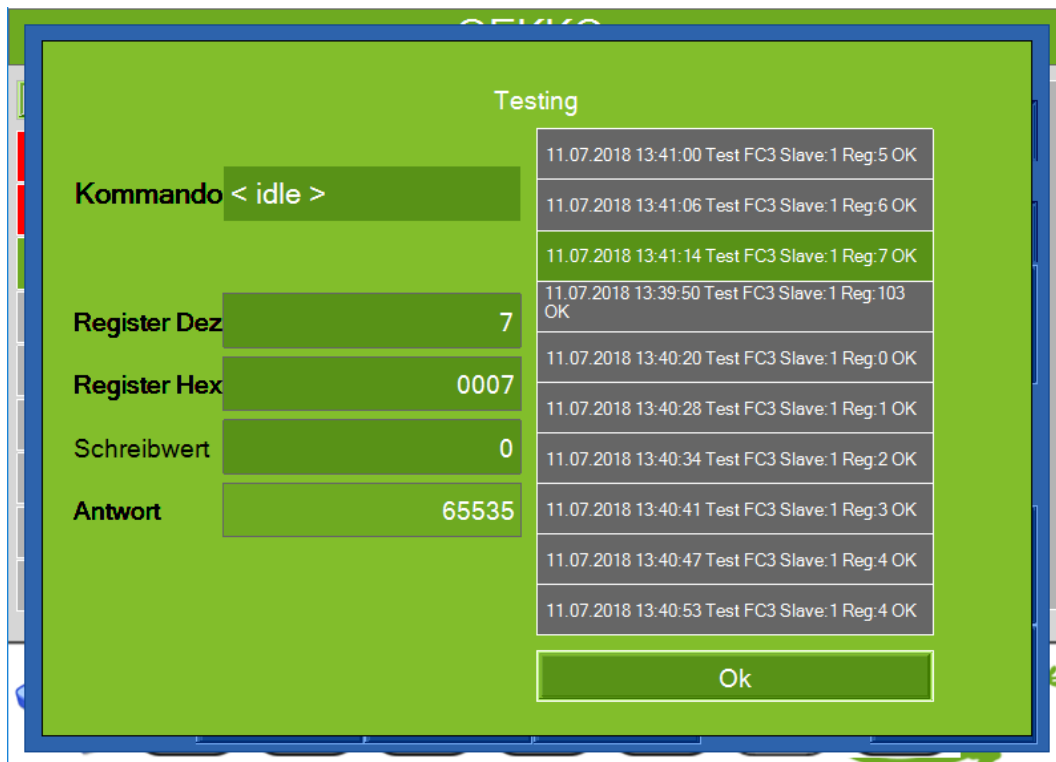 Testing
Kommando < idle >
Register Dez 7
Register Hex 0007
Schreibwert 0
Antwort 65535
11.07.2018 13:41:00 Test FC3 Slave:1 Reg:5 OK
11.07.2018 13:41:06 Test FC3 Slave:1 Reg:6 OK
11.07.2018 13:41:14 Test FC3 Slave:1 Reg:7 OK
11.07.2018 13:39:50 Test FC3 Slave:1 Reg:103
OK
11.07.2018 13:40:20 Test FC3 Slave:1 Reg:0 OK
11.07.2018 13:40:28 Test FC3 Slave:1 Reg:1 OK
11.07.2018 13:40:34 Test FC3 Slave:1 Reg:2 OK
11.07.2018 13:40:41 Test FC3 Slave:1 Reg:3 OK
11.07.2018 13:40:47 Test FC3 Slave:1 Reg:4 OK
11.07.2018 13:40:53 Test FC3 Slave:1 Reg:4 OK
Ok